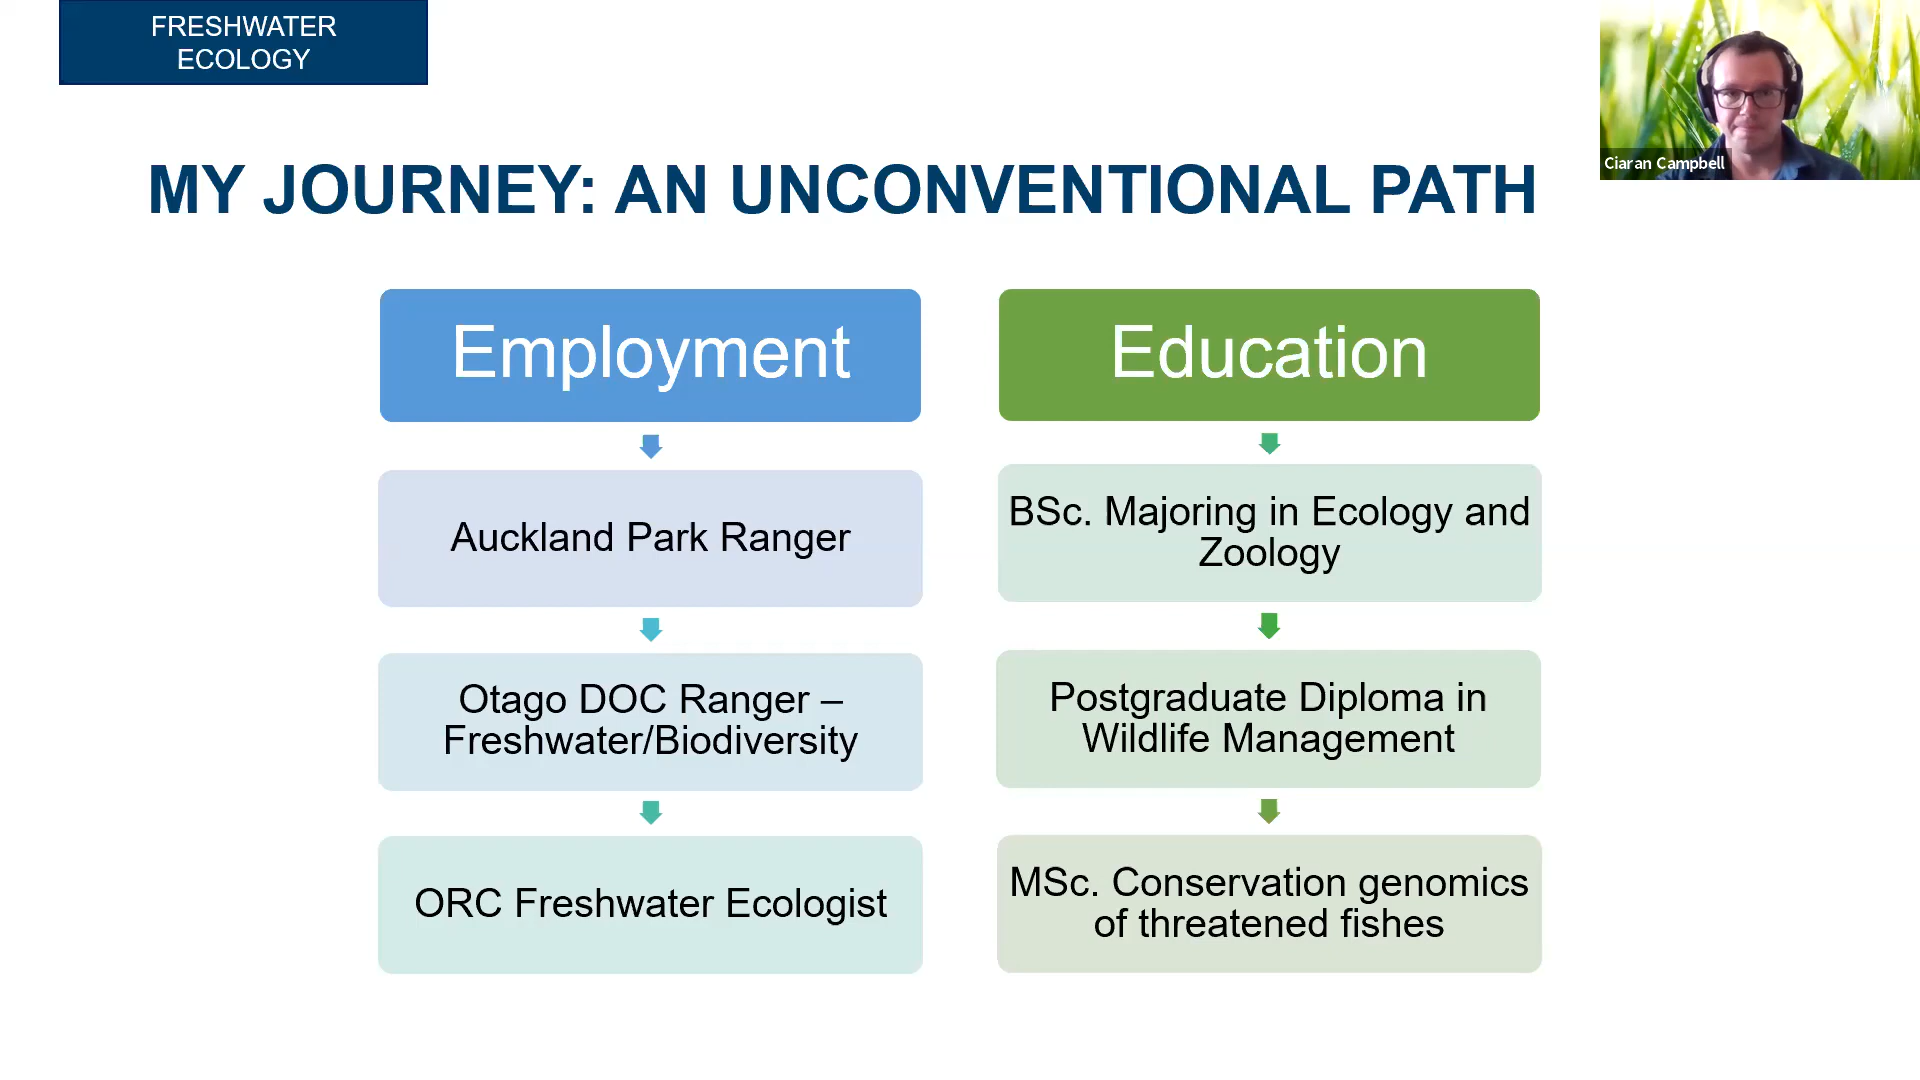 FRESHWATER
ECOLOGY
Ciaran Campbell
MY JOURNEY: AN UNCONVENTIONAL PATH
Employment
Auckland Park Ranger
Otago DOC Ranger –
Freshwater/Biodiversity
ORC Freshwater Ecologist
Education
BSc. Majoring in Ecology and
Zoology
Postgraduate Diploma in
Wildlife Management
MSc. Conservation genomics
of threatened fishes